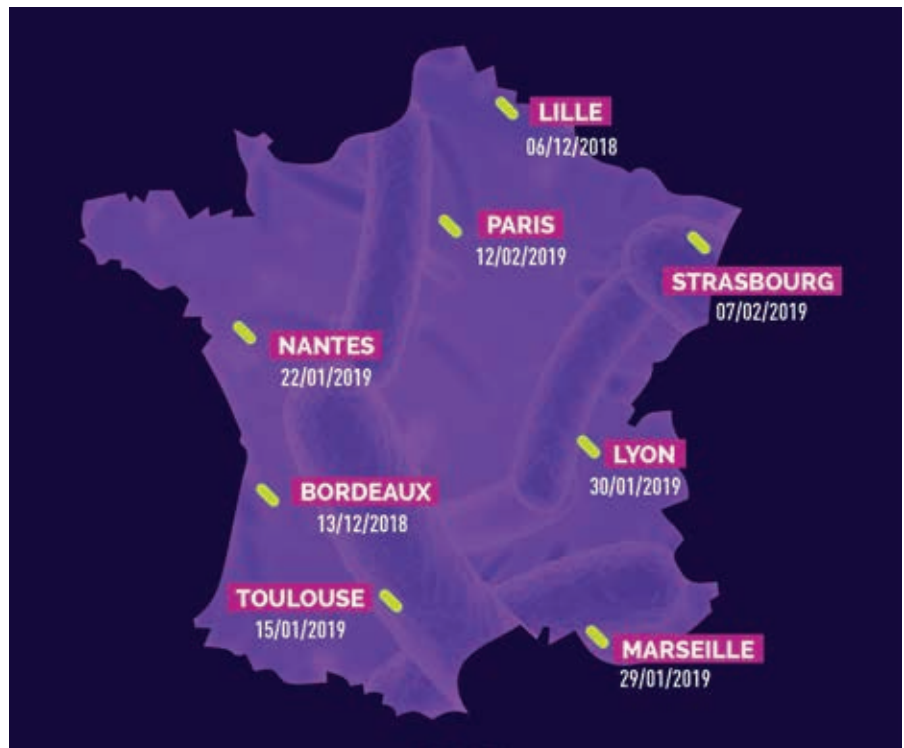 LILLE
06/12/2018
PARIS
12/02/2019
STRASBOURG
07/02/2019
NANTES
22/01/2019
LYON
30/01/2019
BORDEAUX
13/12/2018
TOULOUSE
15/01/2019
MARSEILLE
29/01/2019